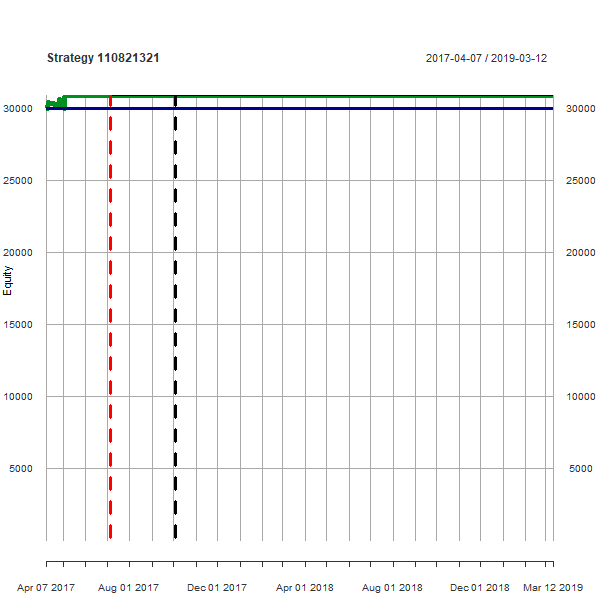 Strategy 110821321
2017-04-07 / 2019-03-12
30000
30000
25000
25000
20000
20000
Equity
15000
15000
10000
10000
5000
5000
Apr 07 2017
Aug 01 2017
Dec 01 2017
Apr 01 2018
Aug 01 2018
Dec 01 2018
Mar 12 2019